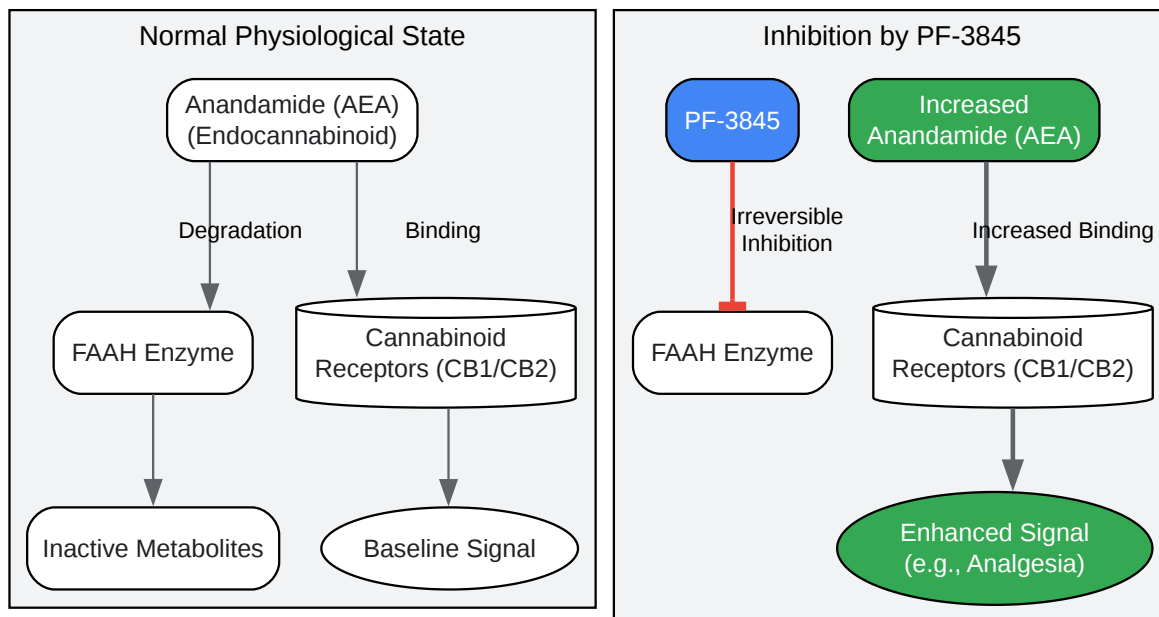 Normal Physiological State
Anandamide (AEA)
(Endocannabinoid)
Degradation
Binding
FAAH Enzyme
Cannabinoid
Receptors (CB1/CB2)
Inactive Metabolites
Baseline Signal
Inhibition by PF-3845
PF-3845
Increased
Anandamide (AEA)
Irreversible
Inhibition
Increased Binding
FAAH Enzyme
Cannabinoid
Receptors (CB1/CB2)
Enhanced Signal
(e.g., Analgesia)